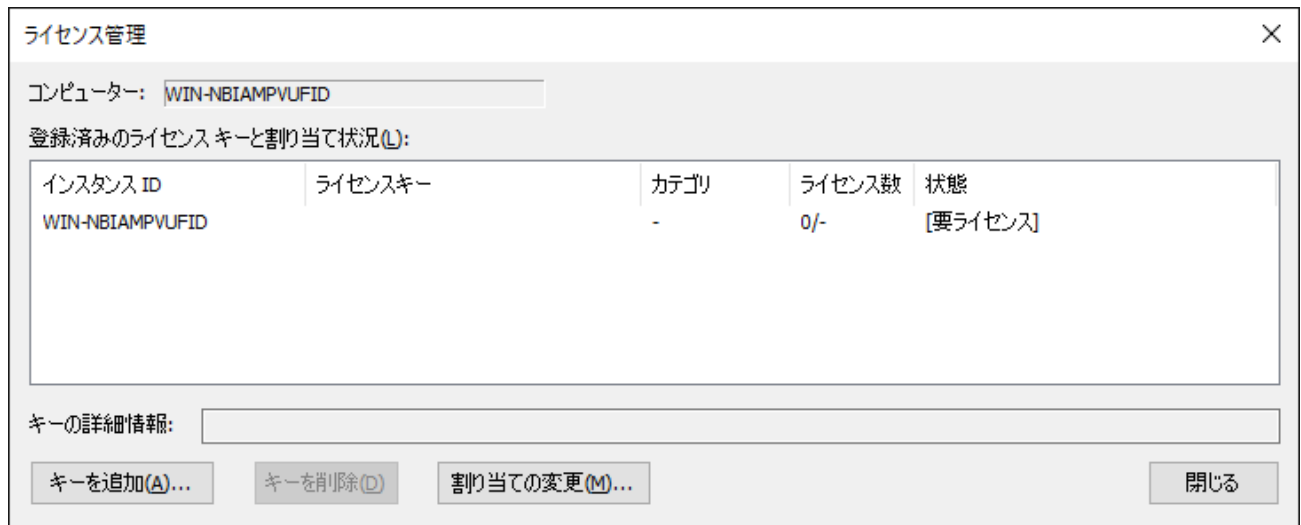 ライセンス管理
コンピューター: WIN-NBIAMPVUFID
登録済みのライセンス キーと割り当て状況(L):
インスタンス ID ライセンスキー カテゴリ ライセンス数 状態
WIN-NBIAMPVUFID - 0/- [要ライセンス]
キーの詳細情報:
キーを追加(A)... キーを削除(D) 割り当ての変更(M)... 閉じる